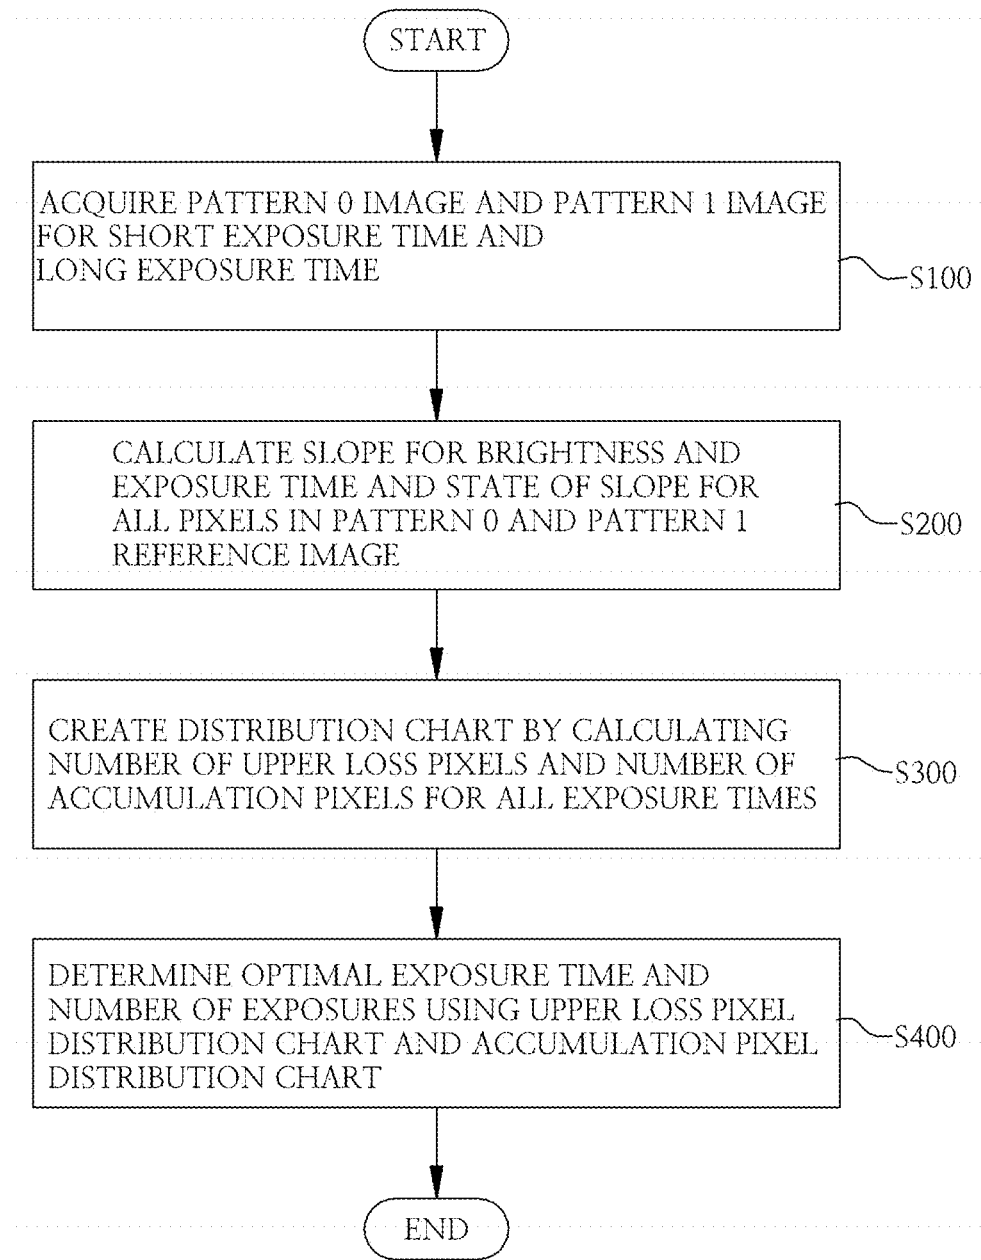 START
ACQUIRE PATTERN 0 IMAGE AND PATTERN 1 IMAGE
FOR SHORT EXPOSURE TIME AND
LONG EXPOSURE TIME
S100
CALCULATE SLOPE FOR BRIGHTNESS AND
EXPOSURE TIME AND STATE OF SLOPE FOR
ALL PIXELS IN PATTERN 0 AND PATTERN 1
REFERENCE IMAGE
S200
CREATE DISTRIBUTION CHART BY CALCULATING
NUMBER OF UPPER LOSS PIXELS AND NUMBER OF
ACCUMULATION PIXELS FOR ALL EXPOSURE TIMES
S300
DETERMINE OPTIMAL EXPOSURE TIME AND
NUMBER OF EXPOSURES USING UPPER LOSS PIXEL
DISTRIBUTION CHART AND ACCUMULATION PIXEL
DISTRIBUTION CHART
S400
END